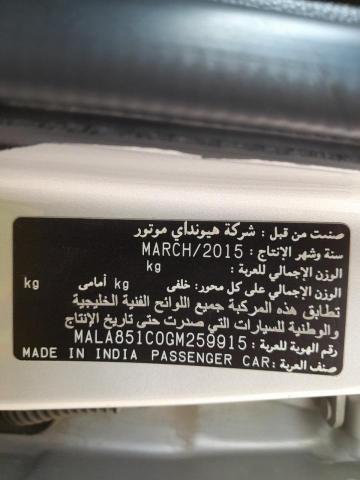 صنعت من قبل : شركة هيونداي موتور
سنة وشهر الإنتاج : MARCH/2015
الوزن الإجمالي للعربة : kg
الوزن الإجمالي على كل محور: خلفى kg أمامى kg
تطابق هذه المركبة جميع اللوائح الفنية الخليجية
والوطنية للسيارات التي صدرت حتى تاريخ الإنتاج
رقم الهوية للعربة : MALA851C0GM259915
صنف العربة : MADE IN INDIA PASSENGER CAR